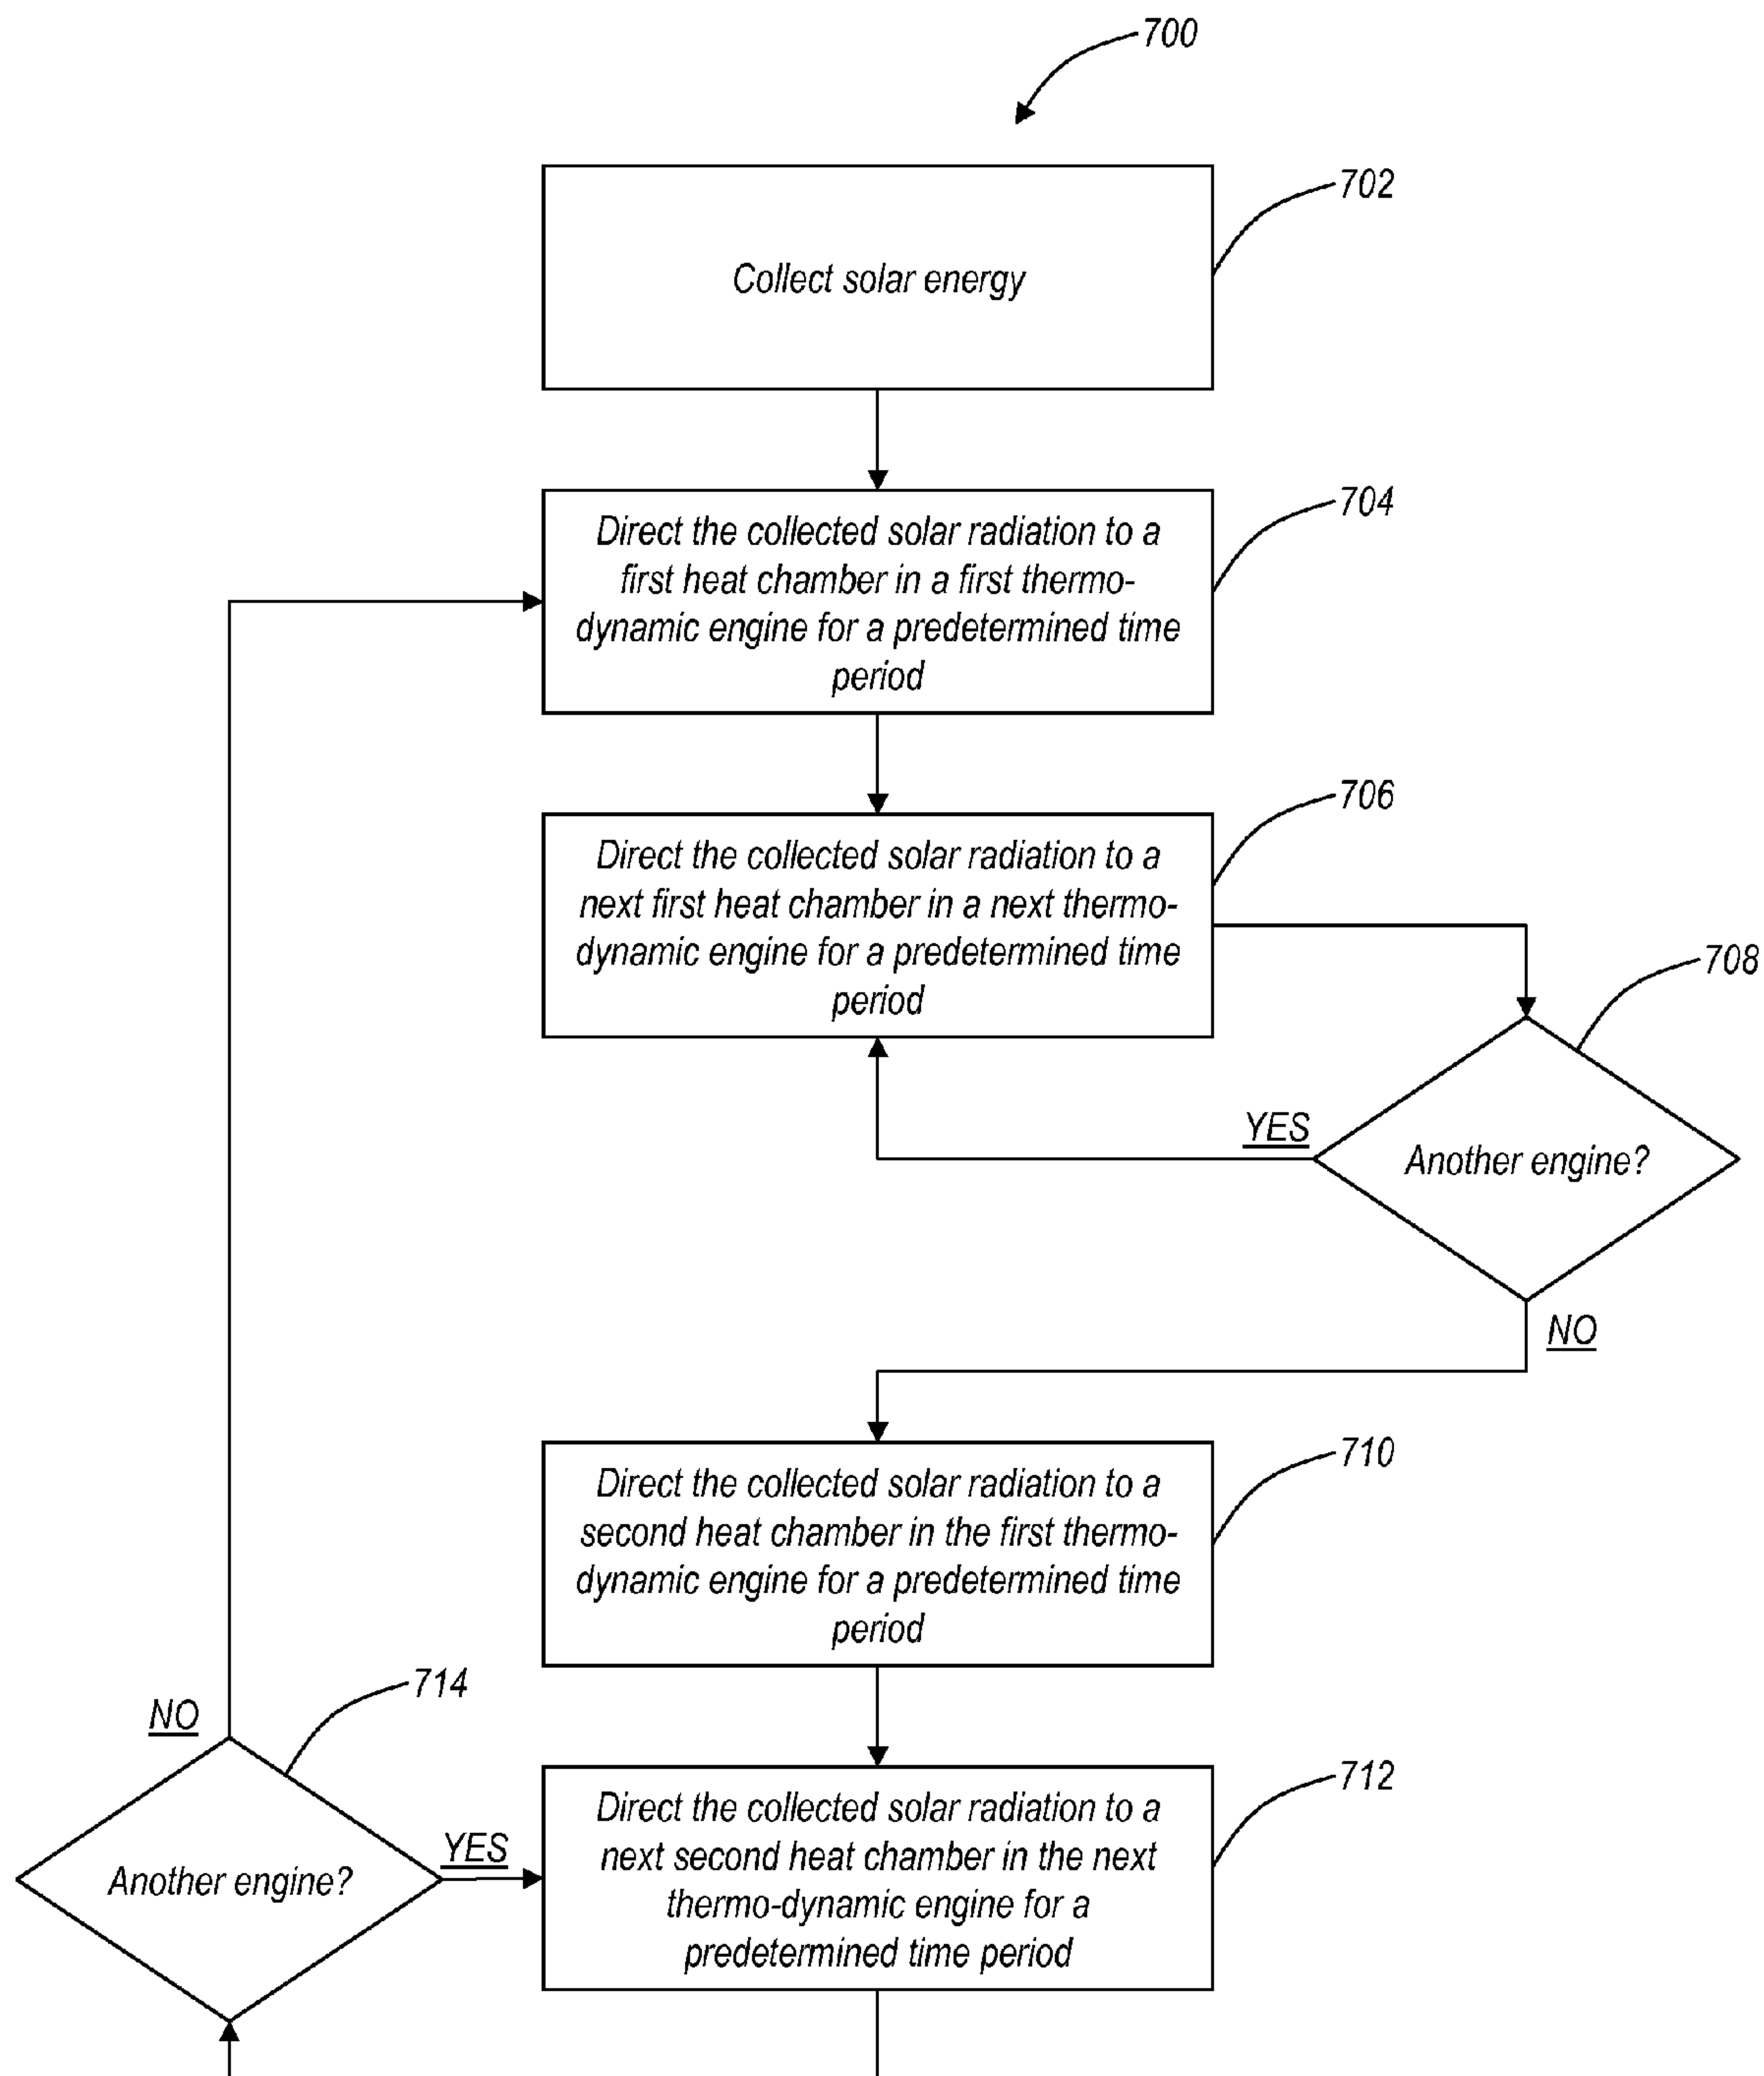 700
702
Collect solar energy
704
Direct the collected solar radiation to a
first heat chamber in a first thermo-
dynamic engine for a predetermined time
period
706
Direct the collected solar radiation to a
next first heat chamber in a next thermo-
dynamic engine for a predetermined time
period
708
YES
Another engine?
NO
710
Direct the collected solar radiation to a
second heat chamber in the first thermo-
dynamic engine for a predetermined time
period
714
NO
Another engine?
YES
712
Direct the collected solar radiation to a
next second heat chamber in the next
thermo-dynamic engine for a
predetermined time period